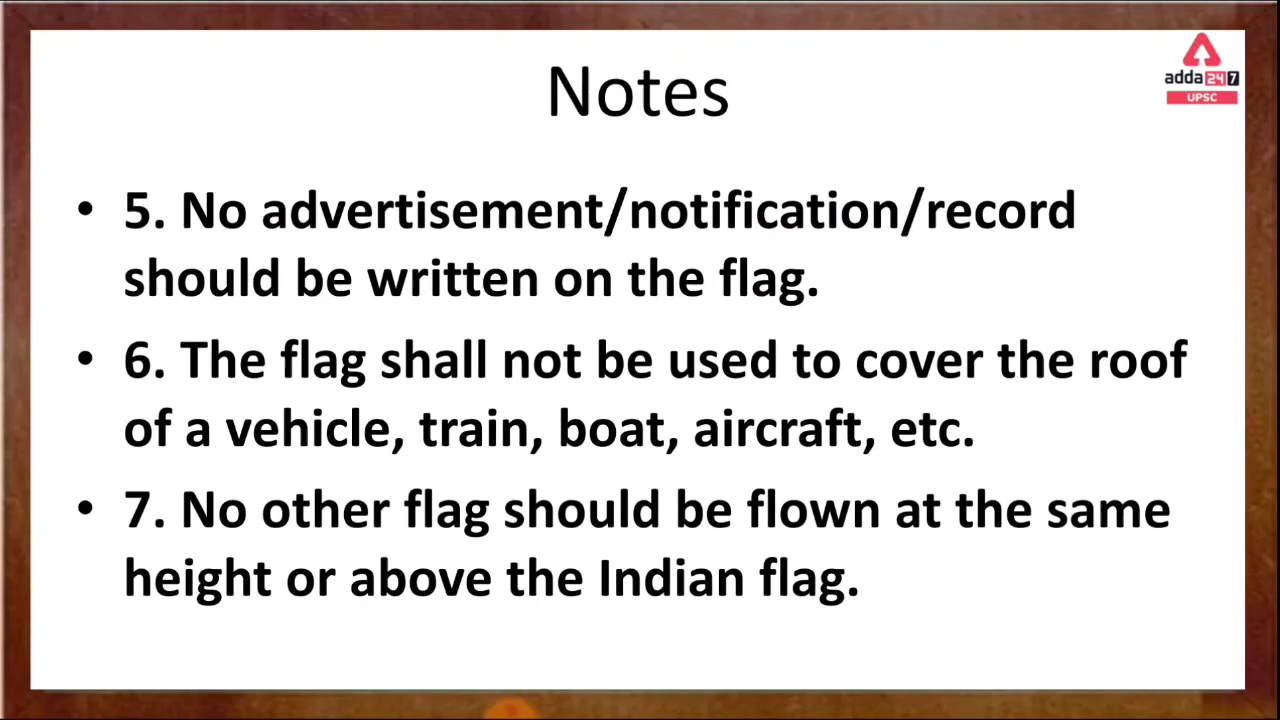 Notes
adda247
UPSC
• 5. No advertisement/notification/record
should be written on the flag.
• 6. The flag shall not be used to cover the roof
of a vehicle, train, boat, aircraft, etc.
• 7. No other flag should be flown at the same
height or above the Indian flag.